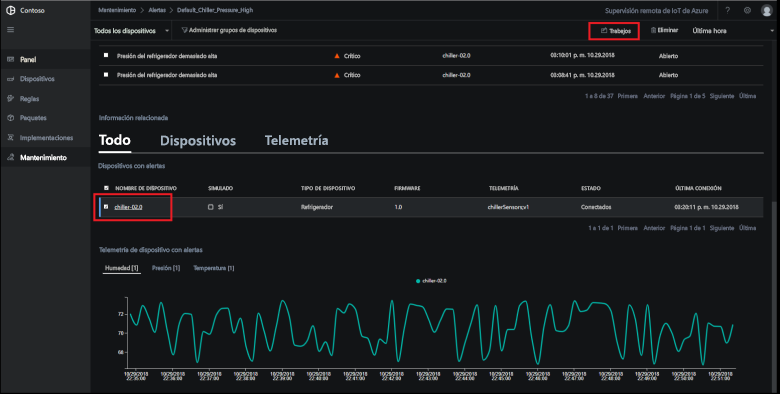 Contoso
Mantenimiento > Alertas > Default_Chiller_Pressure_High
Supervisión remota de IoT de Azure ?
Todos los dispositivos
Administrar grupos de dispositivos
Trabajos
Eliminar
Última hora
Panel
Dispositivos
Reglas
Paquetes
Implementaciones
Mantenimiento
Presión del refrigerador demasiado alta Crítico chiller-02.0 03:10:01 p. m. 10.29.2018 Abierto
Presión del refrigerador demasiado alta Crítico chiller-02.0 03:08:41 p. m. 10.29.2018 Abierto
1 a 8 de 37 Primera Anterior Página 1 de 5 Siguiente Última
Información relacionada
Todo Dispositivos Telemetría
Dispositivos con alertas
NOMBRE DE DISPOSITIVO SIMULADO TIPO DE DISPOSITIVO FIRMWARE TELEMETRÍA ESTADO ÚLTIMA CONEXIÓN
chiller-02.0 Sí Refrigerador 1.0 chillerSensors;v1 Conectados 03:20:11 p. m. 10.29.2018
1 a 1 de 1 Primera Anterior Página 1 de 1 Siguiente Última
Telemetría de dispositivo con alertas
Humedad [1] Presión [1] Temperatura [1]
chiller-02.0
72
70
68
10/29/2018 10/29/2018 10/29/2018 10/29/2018 10/29/2018 10/29/2018 10/29/2018 10/29/2018 10/29/2018 10/29/2018 10/29/2018 10/29/2018 10/29/2018 10/29/2018 10/29/2018 10/29/2018 10/29/2018
22:35:00 22:36:00 22:37:00 22:38:00 22:39:00 22:40:00 22:41:00 22:42:00 22:43:00 22:44:00 22:45:00 22:46:00 22:47:00 22:48:00 22:49:00 22:50:00 22:51:00